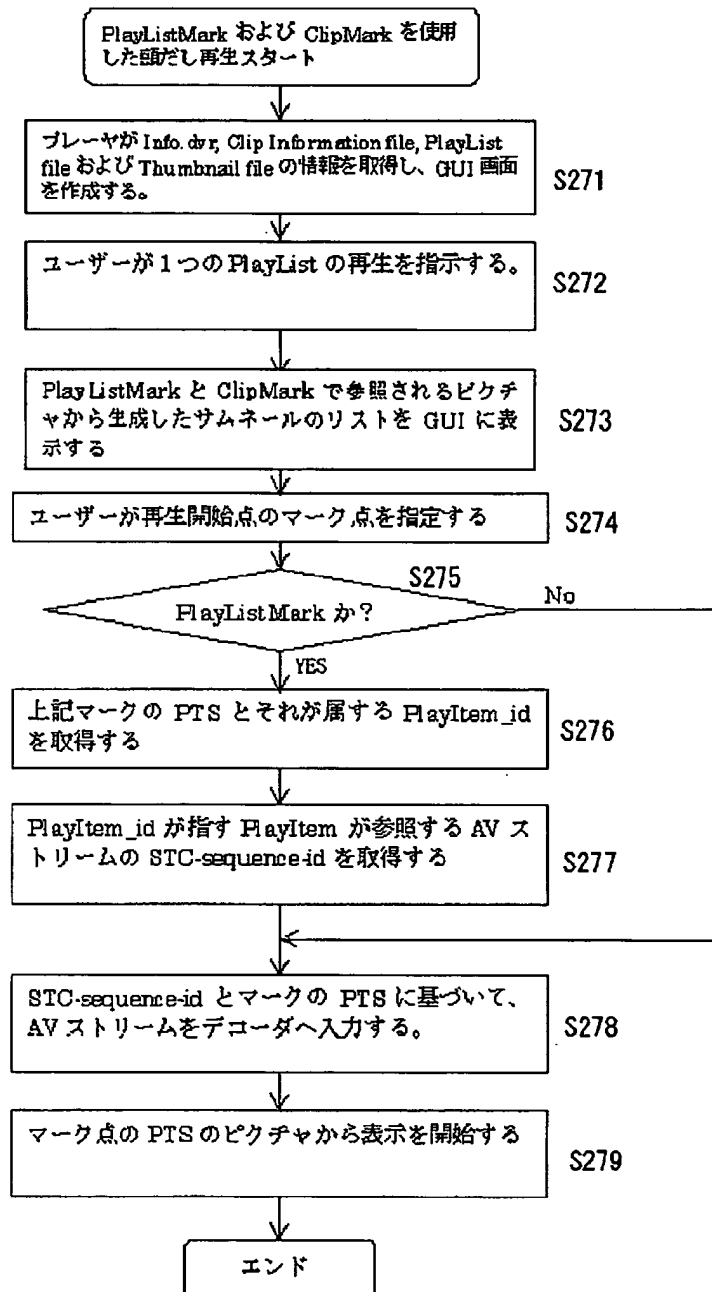 PlayListMark および ClipMark を使用
した頭だし再生スタート
プレーヤが Info.dvr, Clip Information file, PlayList
file および Thumbnail file の情報を取得し、GUI 画面
を作成する。
S271
ユーザーが１つの PlayList の再生を指示する。
S272
PlayListMark と ClipMark で参照されるピクチ
ャから生成したサムネールのリストを GUI に表
示する
S273
ユーザーが再生開始点のマーク点を指定する
S274
S275
PlayListMark か？
No
YES
上記マークの PTS とそれが属する PlayItem_id
を取得する
S276
PlayItem_id が指す PlayItem が参照する AV ス
トリームの STC-sequence-id を取得する
S277
STC-sequence-id とマークの PTS に基づいて、
AV ストリームをデコーダへ入力する。
S278
マーク点の PTS のピクチャから表示を開始する
S279
エンド